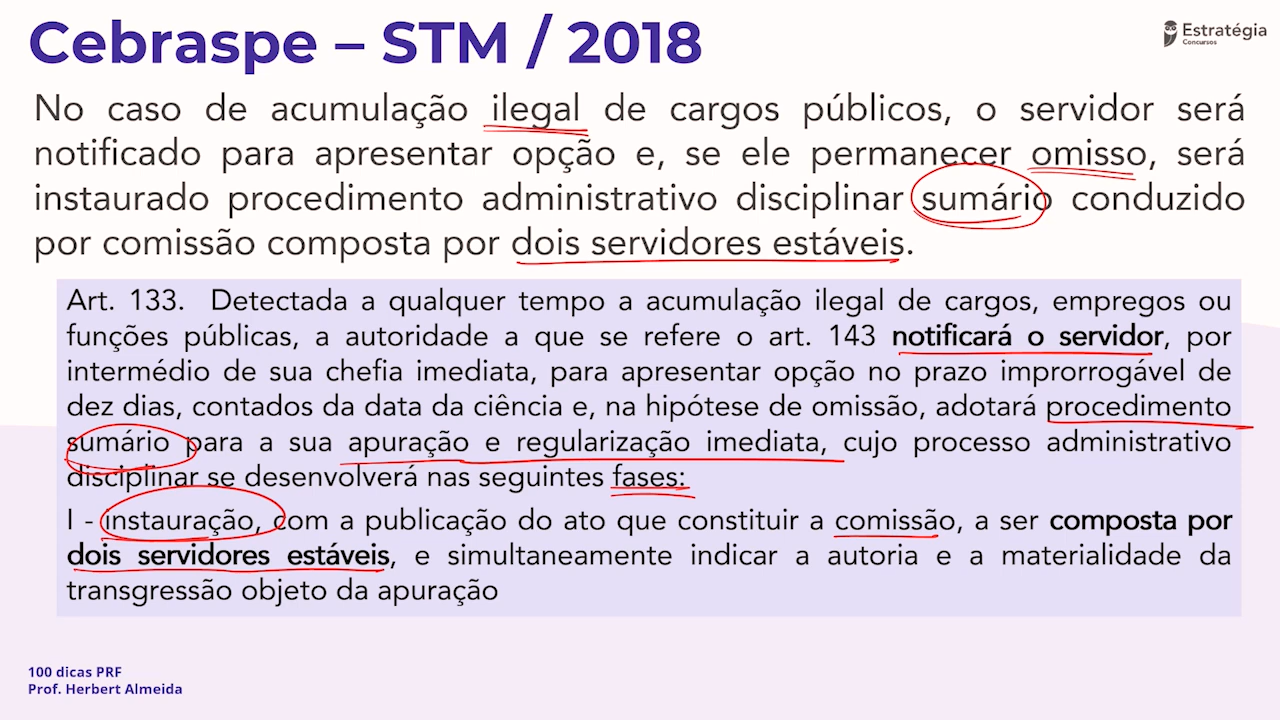 Cebraspe – STM / 2018
Estratégia
Concursos
No caso de acumulação ilegal de cargos públicos, o servidor será
notificado para apresentar opção e, se ele permanecer omisso, será
instaurado procedimento administrativo disciplinar sumário conduzido
por comissão composta por dois servidores estáveis.
Art. 133. Detectada a qualquer tempo a acumulação ilegal de cargos, empregos ou
funções públicas, a autoridade a que se refere o art. 143 notificará o servidor, por
intermédio de sua chefia imediata, para apresentar opção no prazo improrrogável de
dez dias, contados da data da ciência e, na hipótese de omissão, adotará procedimento
sumário para a sua apuração e regularização imediata, cujo processo administrativo
disciplinar se desenvolverá nas seguintes fases:
I - instauração, com a publicação do ato que constituir a comissão, a ser composta por
dois servidores estáveis, e simultaneamente indicar a autoria e a materialidade da
transgressão objeto da apuração
100 dicas PRF
Prof. Herbert Almeida